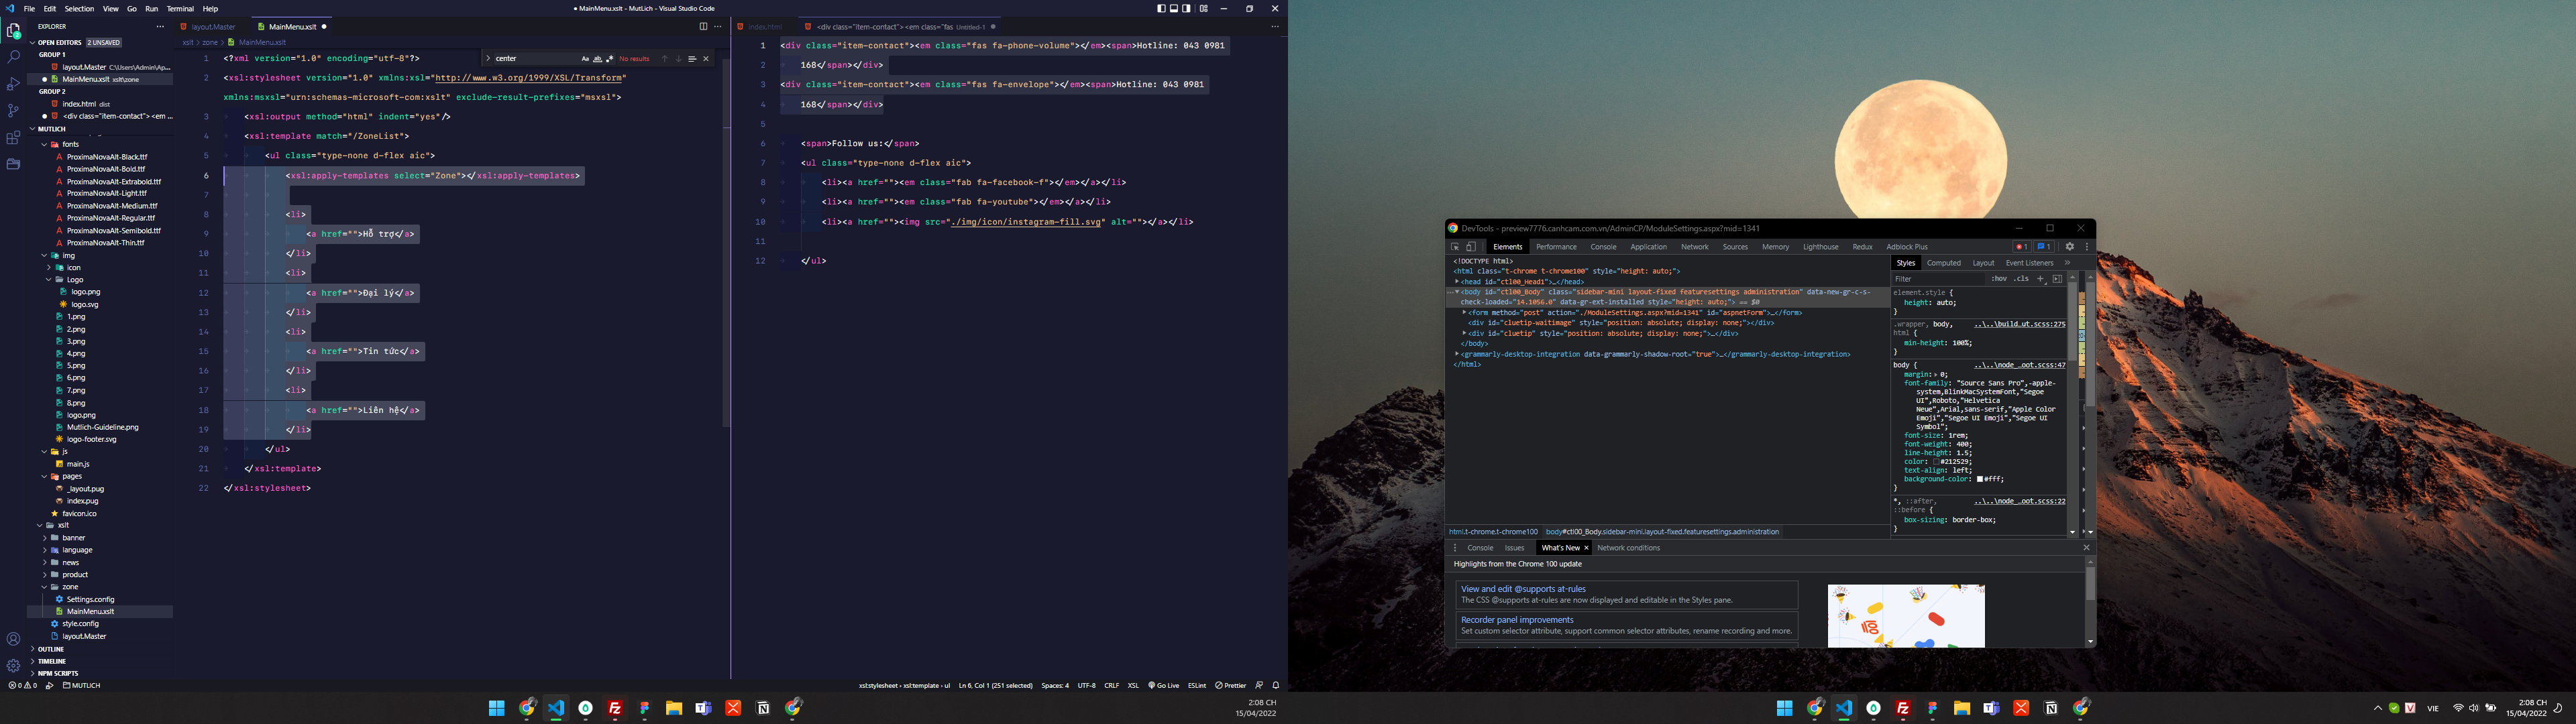 File Edit Selection View Go Run Terminal Help
● MainMenu.xslt - MutLich - Visual Studio Code
EXPLORER
OPEN EDITORS 2 UNSAVED
GROUP 1
layout.Master C:\Users\Admin\Ap...
MainMenu.xslt xslt\zone
GROUP 2
index.html dist
<div class="item-contact"> <em ...
MUTLICH
fonts
ProximaNovaAlt-Black.ttf
ProximaNovaAlt-Bold.ttf
ProximaNovaAlt-Extrabold.ttf
ProximaNovaAlt-Light.ttf
ProximaNovaAlt-Medium.ttf
ProximaNovaAlt-Regular.ttf
ProximaNovaAlt-Semibold.ttf
ProximaNovaAlt-Thin.ttf
img
icon
Logo
logo.png
logo.svg
1.png
2.png
3.png
4.png
5.png
6.png
7.png
8.png
logo.png
Mutlich-Guideline.png
logo-footer.svg
js
main.js
pages
_layout.pug
index.pug
favicon.ico
xslt
banner
language
news
product
zone
Settings.config
MainMenu.xslt
style.config
layout.Master
OUTLINE
TIMELINE
NPM SCRIPTS
layout.Master MainMenu.xslt
xslt > zone > MainMenu.xslt
center Aa ab No results
1 <?xml version="1.0" encoding="utf-8"?>
2 <xsl:stylesheet version="1.0" xmlns:xsl="http://www.w3.org/1999/XSL/Transform"
xmlns:msxsl="urn:schemas-microsoft-com:xslt" exclude-result-prefixes="msxsl">
3 <xsl:output method="html" indent="yes"/>
4 <xsl:template match="/ZoneList">
5 <ul class="type-none d-flex aic">
6 <xsl:apply-templates select="Zone"></xsl:apply-templates>
7
8 <li>
9 <a href="">Hỗ trợ</a>
10 </li>
11 <li>
12 <a href="">Đại lý</a>
13 </li>
14 <li>
15 <a href="">Tin tức</a>
16 </li>
17 <li>
18 <a href="">Liên hệ</a>
19 </li>
20 </ul>
21 </xsl:template>
22 </xsl:stylesheet>
index.html <div class="item-contact"> <em class="fas Untitled-1
1 <div class="item-contact"><em class="fas fa-phone-volume"></em><span>Hotline: 043 0981
2 168</span></div>
3 <div class="item-contact"><em class="fas fa-envelope"></em><span>Hotline: 043 0981
4 168</span></div>
5
6 <span>Follow us:</span>
7 <ul class="type-none d-flex aic">
8 <li><a href=""><em class="fab fa-facebook-f"></em></a></li>
9 <li><a href=""><em class="fab fa-youtube"></em></a></li>
10 <li><a href=""><img src="./img/icon/instagram-fill.svg" alt=""></a></li>
11
12 </ul>
0 0 MUTLICH
xsl:stylesheet > xsl:template > ul Ln 6, Col 1 (251 selected) Spaces: 4 UTF-8 CRLF XSL Go Live ESLint Prettier
2:08 CH
15/04/2022
DevTools - preview7776.canhcam.com.vn/AdminCP/ModuleSettings.aspx?mid=1341
Elements Performance Console Application Network Sources Memory Lighthouse Redux Adblock Plus 1 1
<!DOCTYPE html>
<html class="t-chrome t-chrome100" style="height: auto;">
<head id="ctl00_Head1">…</head>
<body id="ctl00_Body" class="sidebar-mini layout-fixed featuresettings administration" data-new-gr-c-s-
check-loaded="14.1056.0" data-gr-ext-installed style="height: auto;"> == $0
<form method="post" action="./ModuleSettings.aspx?mid=1341" id="aspnetForm">…</form>
<div id="cluetip-waitimage" style="position: absolute; display: none;"></div>
<div id="cluetip" style="position: absolute; display: none;">…</div>
</body>
<grammarly-desktop-integration data-grammarly-shadow-root="true">…</grammarly-desktop-integration>
</html>
html.t-chrome.t-chrome100 body#ctl00_Body.sidebar-mini.layout-fixed.featuresettings.administration
Styles Computed Layout Event Listeners
Filter :hov .cls
element.style {
height: auto;
}
.wrapper, body, ..\..\build_ut.scss:275
html {
min-height: 100%;
}
body { ..\..\node_…oot.scss:47
margin: 0;
font-family: "Source Sans Pro",-apple-
system,BlinkMacSystemFont,"Segoe
UI",Roboto,"Helvetica
Neue",Arial,sans-serif,"Apple Color
Emoji","Segoe UI Emoji","Segoe UI
Symbol";
font-size: 1rem;
font-weight: 400;
line-height: 1.5;
color: #212529;
text-align: left;
background-color: #fff;
}
*, ::after, ..\..\node_…oot.scss:22
::before {
box-sizing: border-box;
}
Console Issues What's New Network conditions
Highlights from the Chrome 100 update
View and edit @supports at-rules
The CSS @supports at-rules are now displayed and editable in the Styles pane.
Recorder panel improvements
Set custom selector attribute, support common selector attributes, rename recording and more.
VIE
2:08 CH
15/04/2022